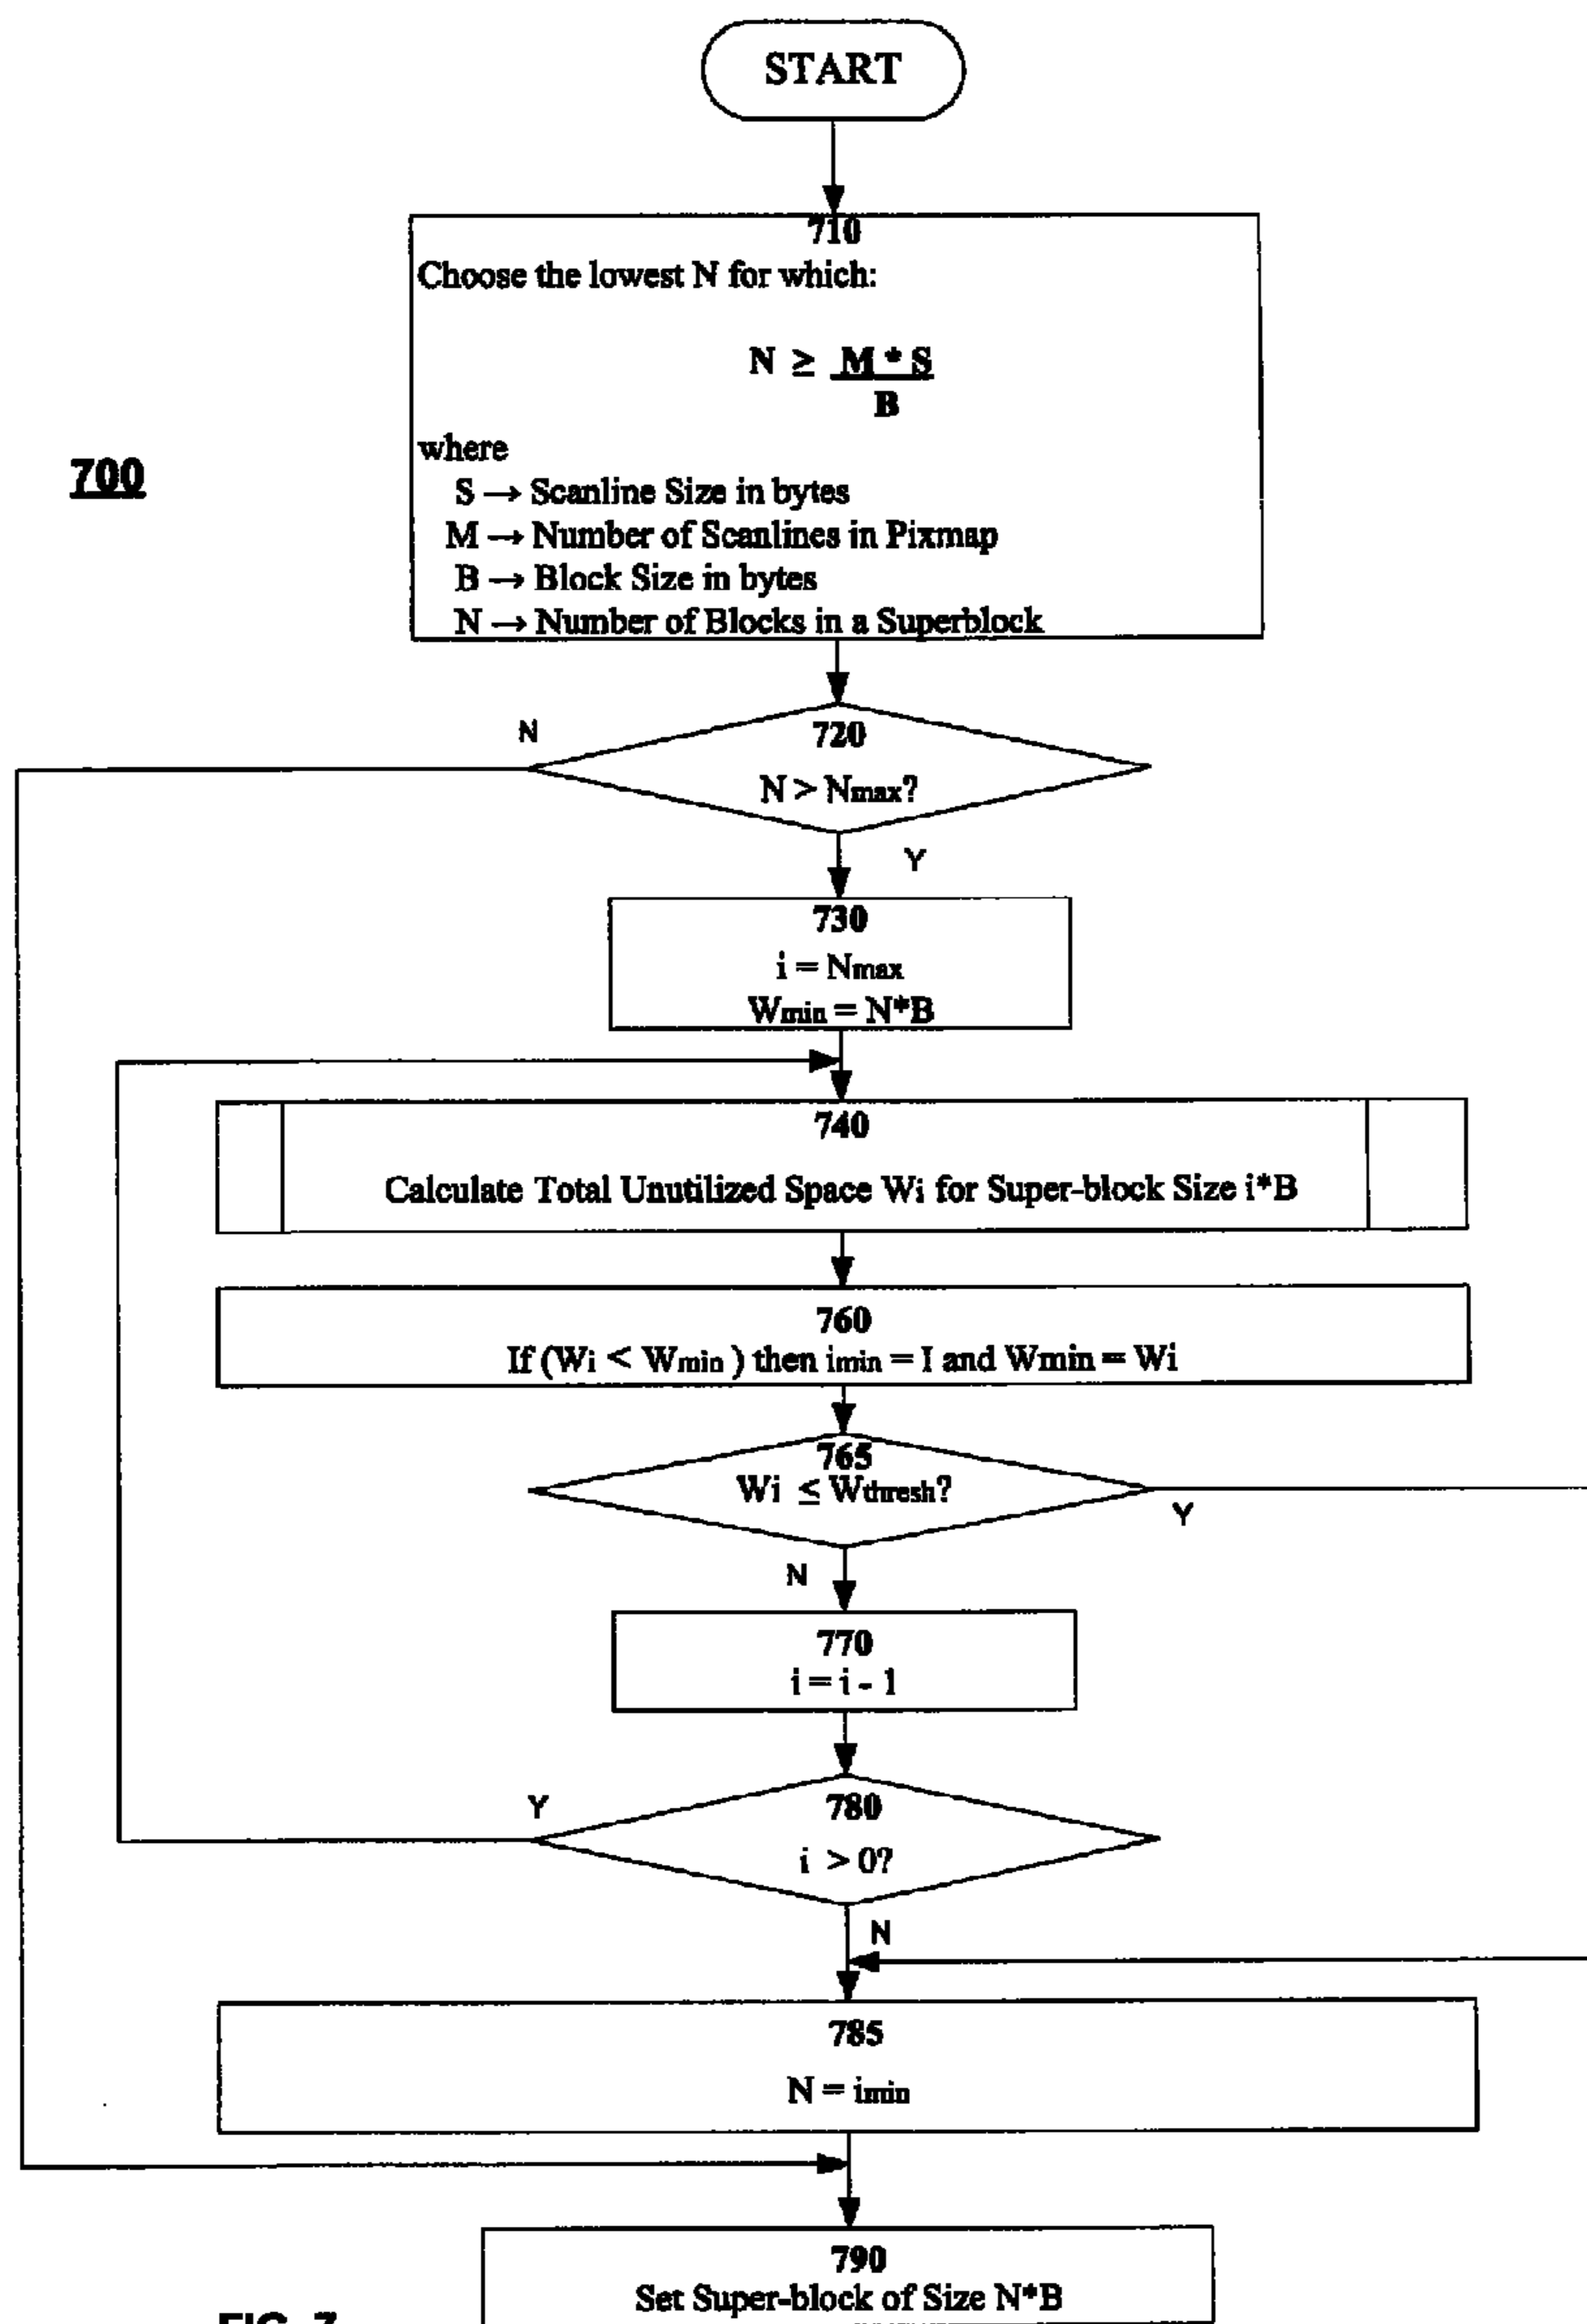 START
710
Choose the lowest N for which:
N ≥ M * S
B
where
S → Scanline Size in bytes
M → Number of Scanlines in Pixmap
B → Block Size in bytes
N → Number of Blocks in a Superblock
700
N
720
N > Nmax?
Y
730
i = Nmax
Wmin = N*B
740
Calculate Total Unutilized Space Wi for Super-block Size i*B
760
If (Wi < Wmin ) then imin = I and Wmin = Wi
765
Wi ≤ Wthresh?
Y
N
770
i = i - 1
Y
780
i > 0?
N
785
N = imin
790
Set Super-block of Size N*B
FIG. 7